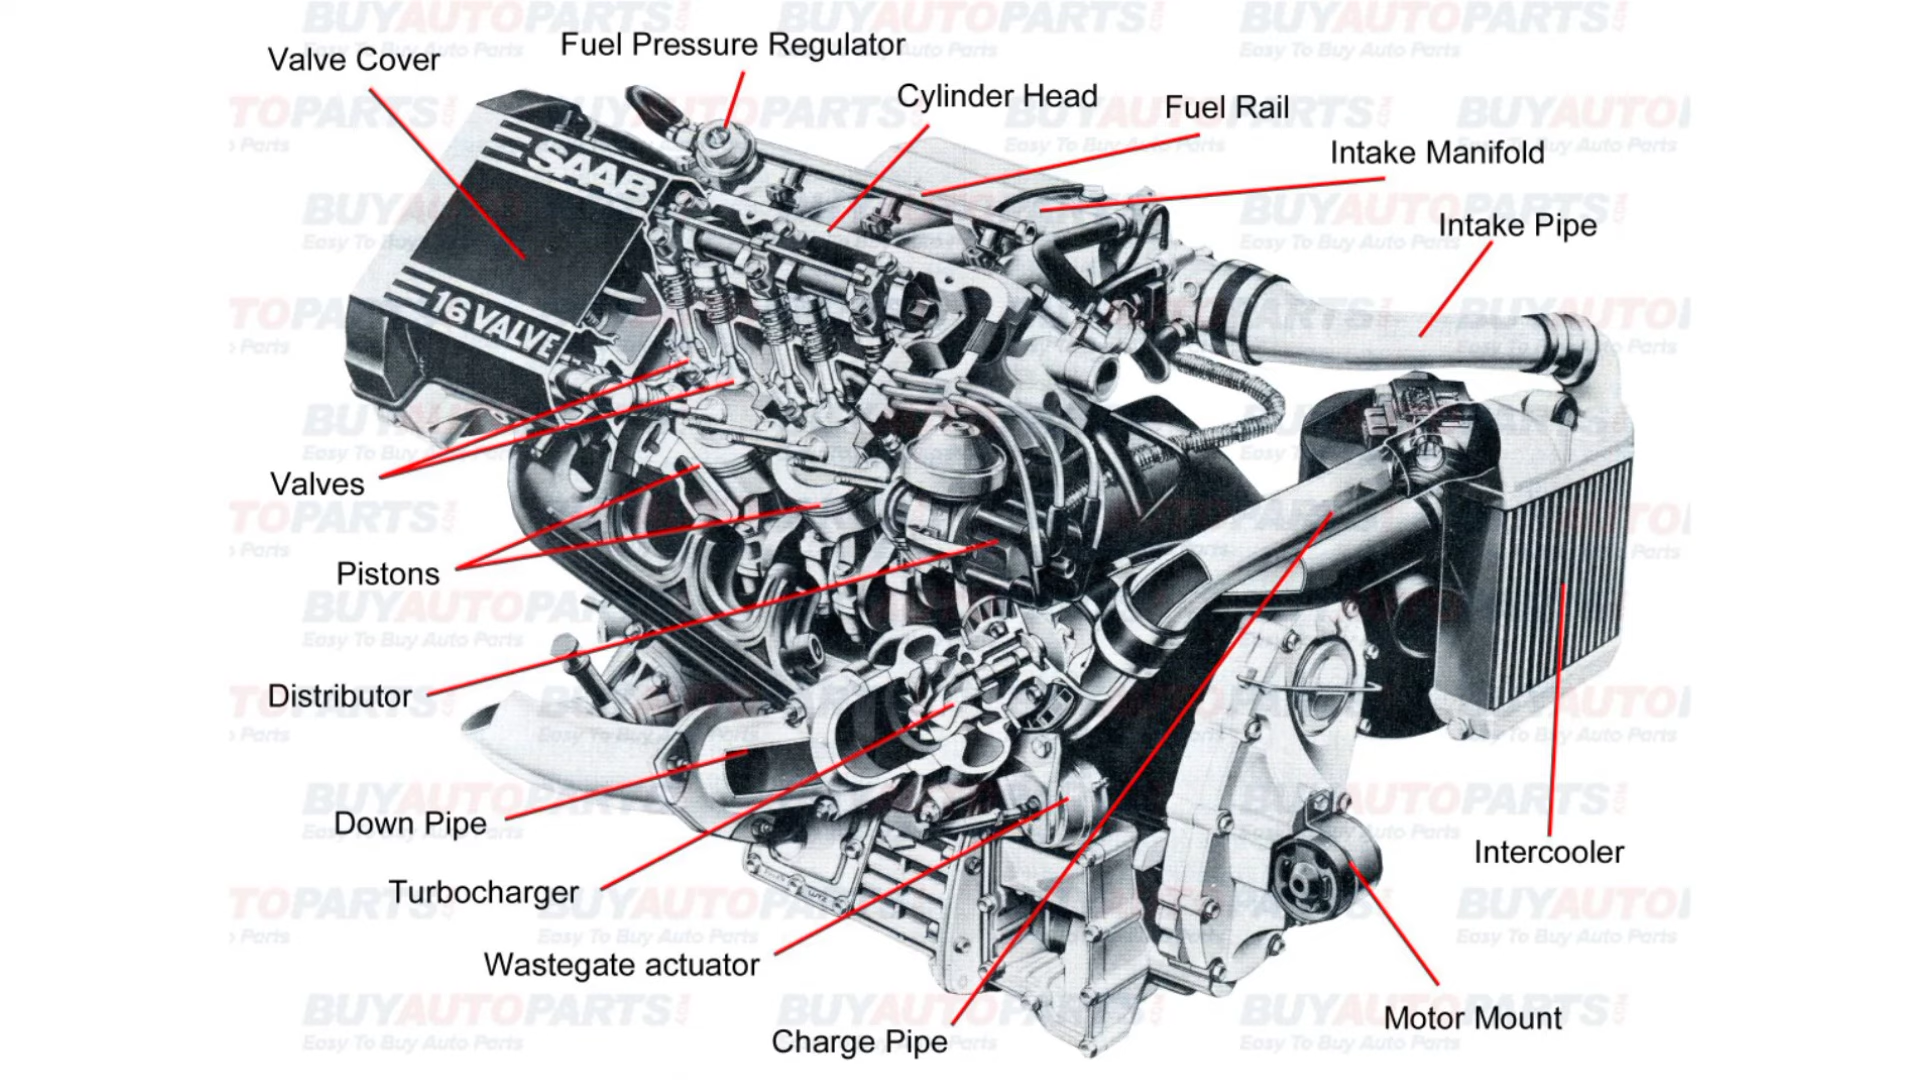 Fuel Pressure Regulator
Valve Cover
Cylinder Head
Fuel Rail
Intake Manifold
SAAB
Intake Pipe
16 VALVE
Valves
Pistons
Distributor
Down Pipe
Intercooler
Turbocharger
Wastegate actuator
Motor Mount
Charge Pipe
BUYAUTOPARTS.COM
Easy To Buy Auto Parts